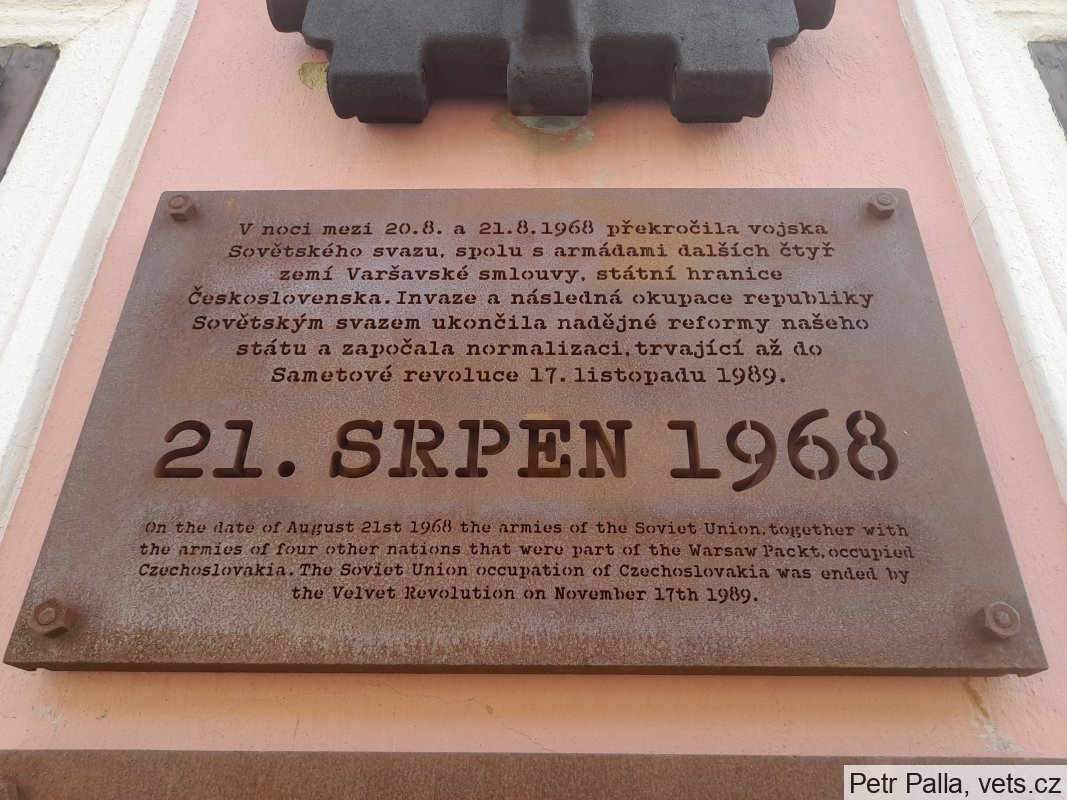 V noci mezi 20.8. a 21.8.1968 překročila vojska
Sovětského svazu, spolu s armádami dalších čtyř
zemí Varšavské smlouvy, státní hranice
Československa. Invaze a následná okupace republiky
Sovětským svazem ukončila nadějné reformy našeho
státu a započala normalizaci, trvající až do
Sametové revoluce 17. listopadu 1989.
21. SRPEN 1968
On the date of August 21st 1968 the armies of the Soviet Union, together with
the armies of four other nations that were part of the Warsaw Packt, occupied
Czechoslovakia. The Soviet Union occupation of Czechoslovakia was ended by
the Velvet Revolution on November 17th 1989.
Petr Palla, vets.cz